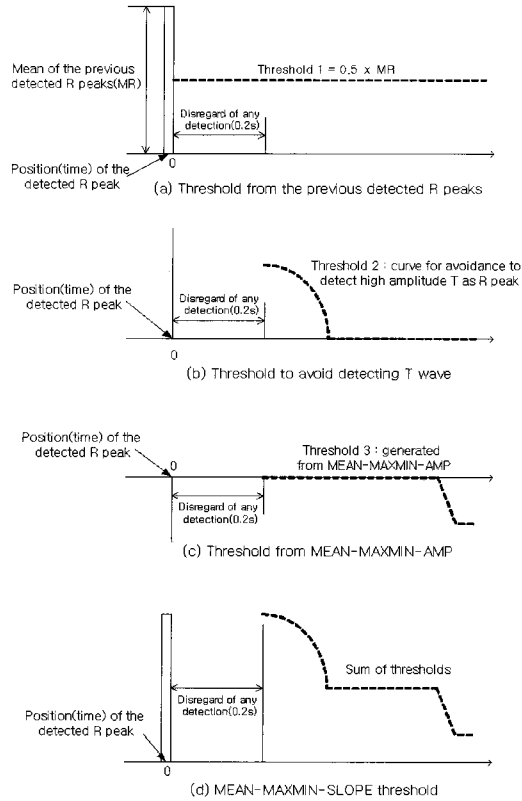 Mean of the previous
detected R peaks(MR)
Threshold 1 = 0.5 x MR
Disregard of any
detection(0.2s)
0
Position(time) of the
detected R peak
(a) Threshold from the previous detected R peaks
Threshold 2 : curve for avoidance to
detect high amplitude T as R peak
Position(time) of the
detected R peak
Disregard of any
detection(0.2s)
0
(b) Threshold to avoid detecting T wave
Position(time) of the
detected R peak
0
Threshold 3 : generated
from MEAN-MAXMIN-AMP
Disregard of any
detection(0.2s)
(c) Threshold from MEAN-MAXMIN-AMP
Sum of thresholds
Disregard of any
detection(0.2s)
Position(time) of the
detected R peak
0
(d) MEAN-MAXMIN-SLOPE threshold